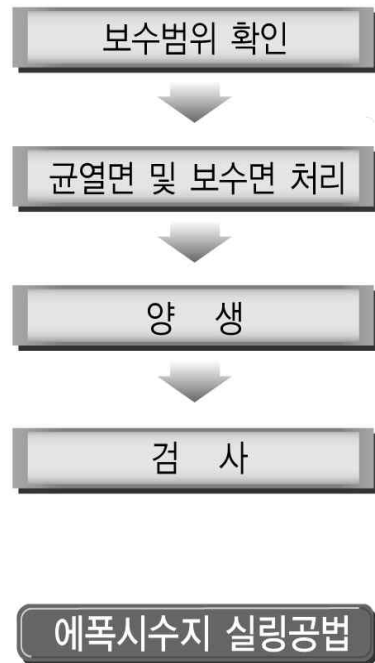 보수범위 확인
균열면 및 보수면 처리
양 생
검 사
에폭시수지 실링공법